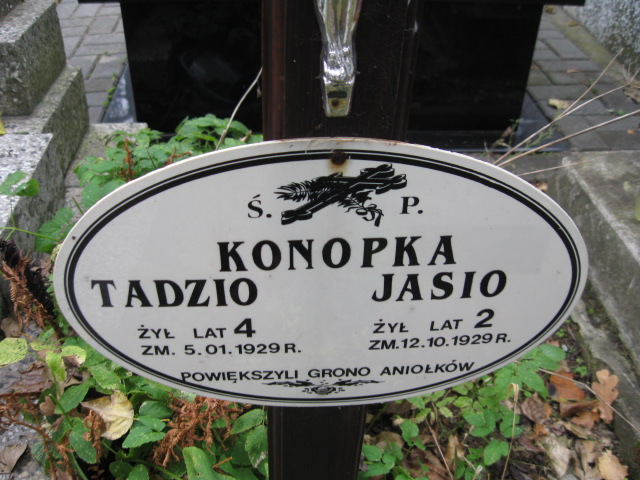 Ś. P.
KONOPKA
TADZIO JASIO
ŻYŁ LAT 4 ŻYŁ LAT 2
ZM. 5.01.1929 R. ZM.12.10.1929 R.
POWIĘKSZYLI GRONO ANIOŁKÓW